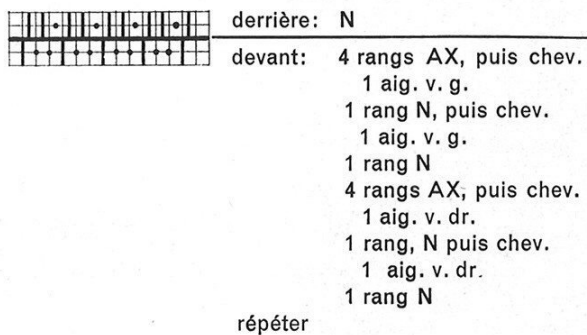 derrière: N
devant: 4 rangs AX, puis chev.
1 aig. v. g.
1 rang N, puis chev.
1 aig. v. g.
1 rang N
4 rangs AX, puis chev.
1 aig. v. dr.
1 rang, N puis chev.
1 aig. v. dr.
1 rang N
répéter